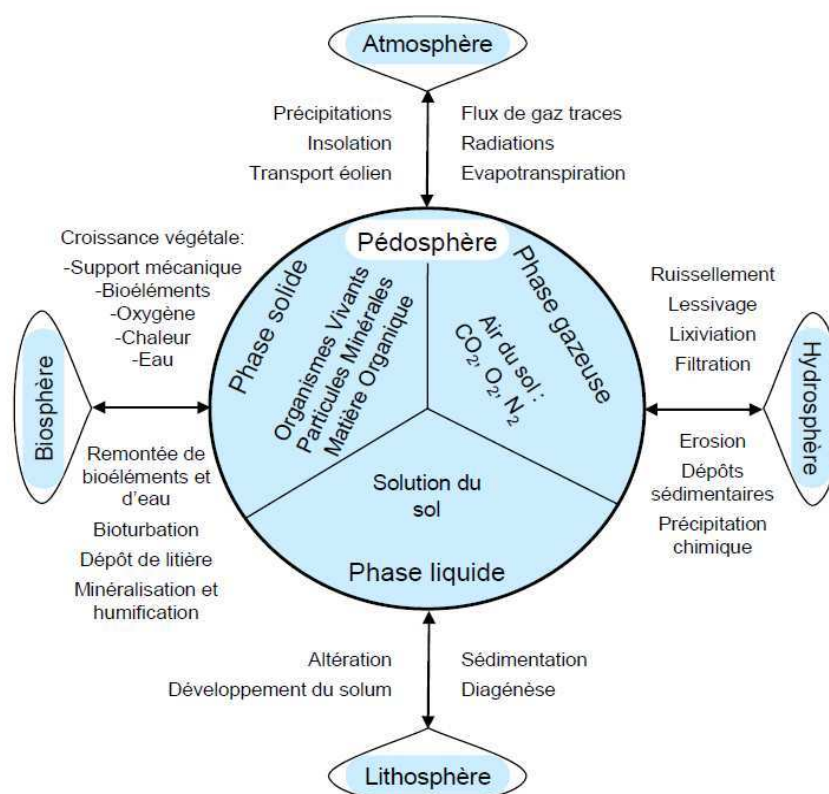 Atmosphère
Précipitations
Insolation
Transport éolien
Flux de gaz traces
Radiations
Evapotranspiration
Pédosphère
Phase solide
Organismes Vivants
Particules Minérales
Matière Organique
Phase gazeuse
Air du sol :
CO₂, O₂, N₂
Solution du
sol
Phase liquide
Croissance végétale:
-Support mécanique
-Bioéléments
-Oxygène
-Chaleur
-Eau
Biosphère
Remontée de
bioéléments et
d'eau
Bioturbation
Dépôt de litière
Minéralisation et
humification
Ruissellement
Lessivage
Lixiviation
Filtration
Hydrosphère
Erosion
Dépôts
sédimentaires
Précipitation
chimique
Altération
Développement du solum
Sédimentation
Diagénèse
Lithosphère